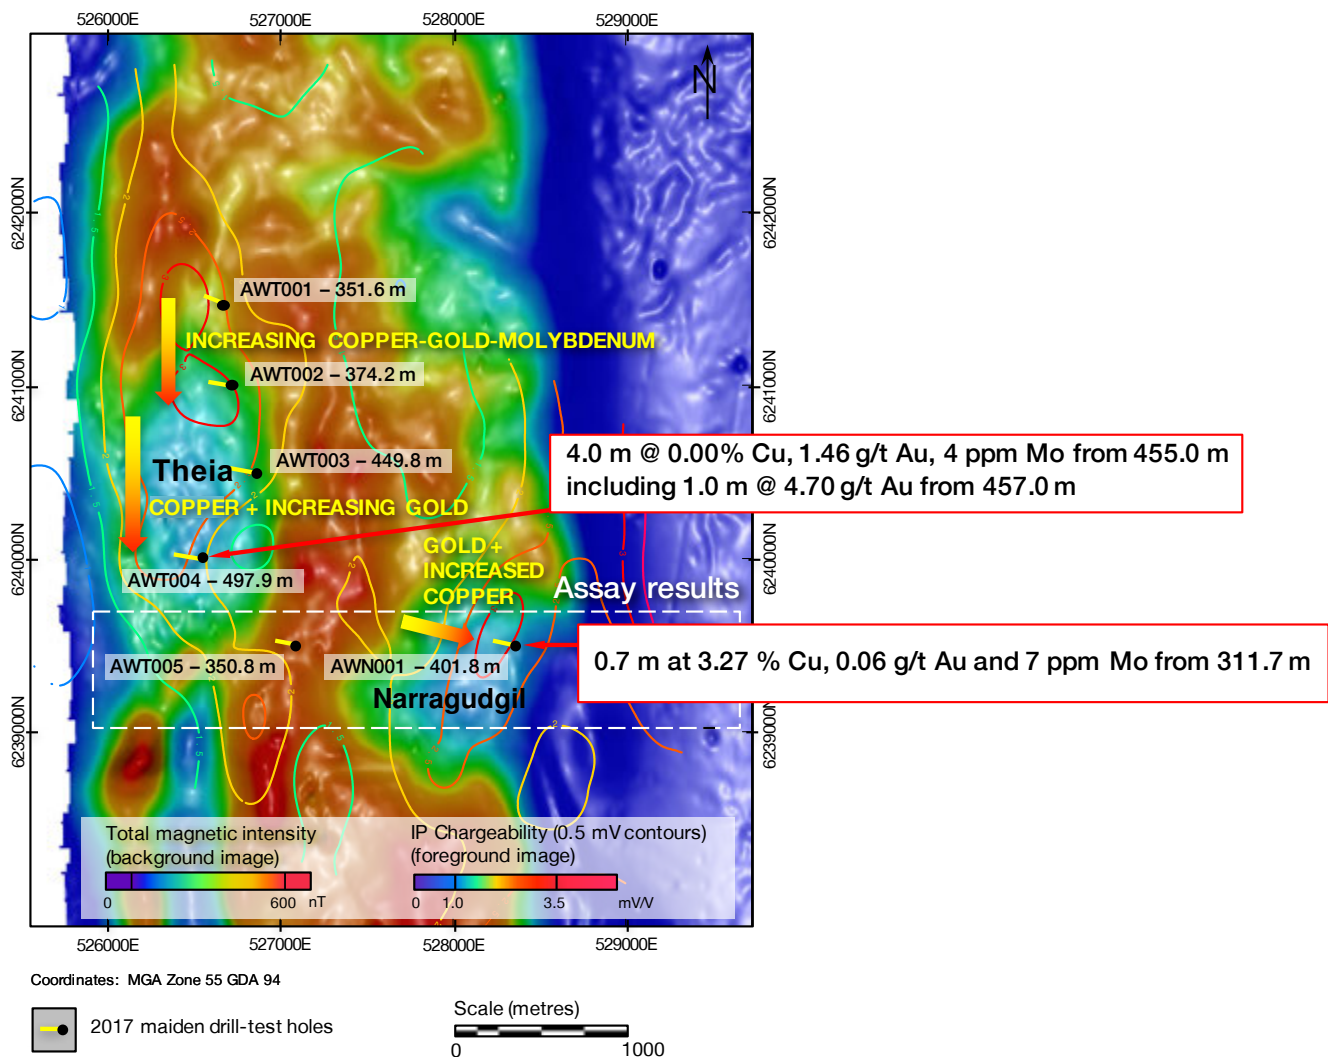 526000E 527000E 528000E 529000E
N
6242000N
6242000N
AWT001 – 351.6 m
INCREASING COPPER-GOLD-MOLYBDENUM
AWT002 – 374.2 m
6241000N
6241000N
4.0 m @ 0.00% Cu, 1.46 g/t Au, 4 ppm Mo from 455.0 m
including 1.0 m @ 4.70 g/t Au from 457.0 m
AWT003 – 449.8 m
Theia
COPPER + INCREASING GOLD
GOLD +
INCREASED
COPPER
6240000N
6240000N
AWT004 – 497.9 m
Assay results
AWT005 – 350.8 m
AWN001 – 401.8 m
0.7 m at 3.27 % Cu, 0.06 g/t Au and 7 ppm Mo from 311.7 m
Narragudgil
6239000N
6239000N
Total magnetic intensity
(background image)
0 600 nT
IP Chargeability (0.5 mV contours)
(foreground image)
0 1.0 3.5 mV/V
526000E 527000E 528000E 529000E
Coordinates: MGA Zone 55 GDA 94
2017 maiden drill-test holes
Scale (metres)
0 1000